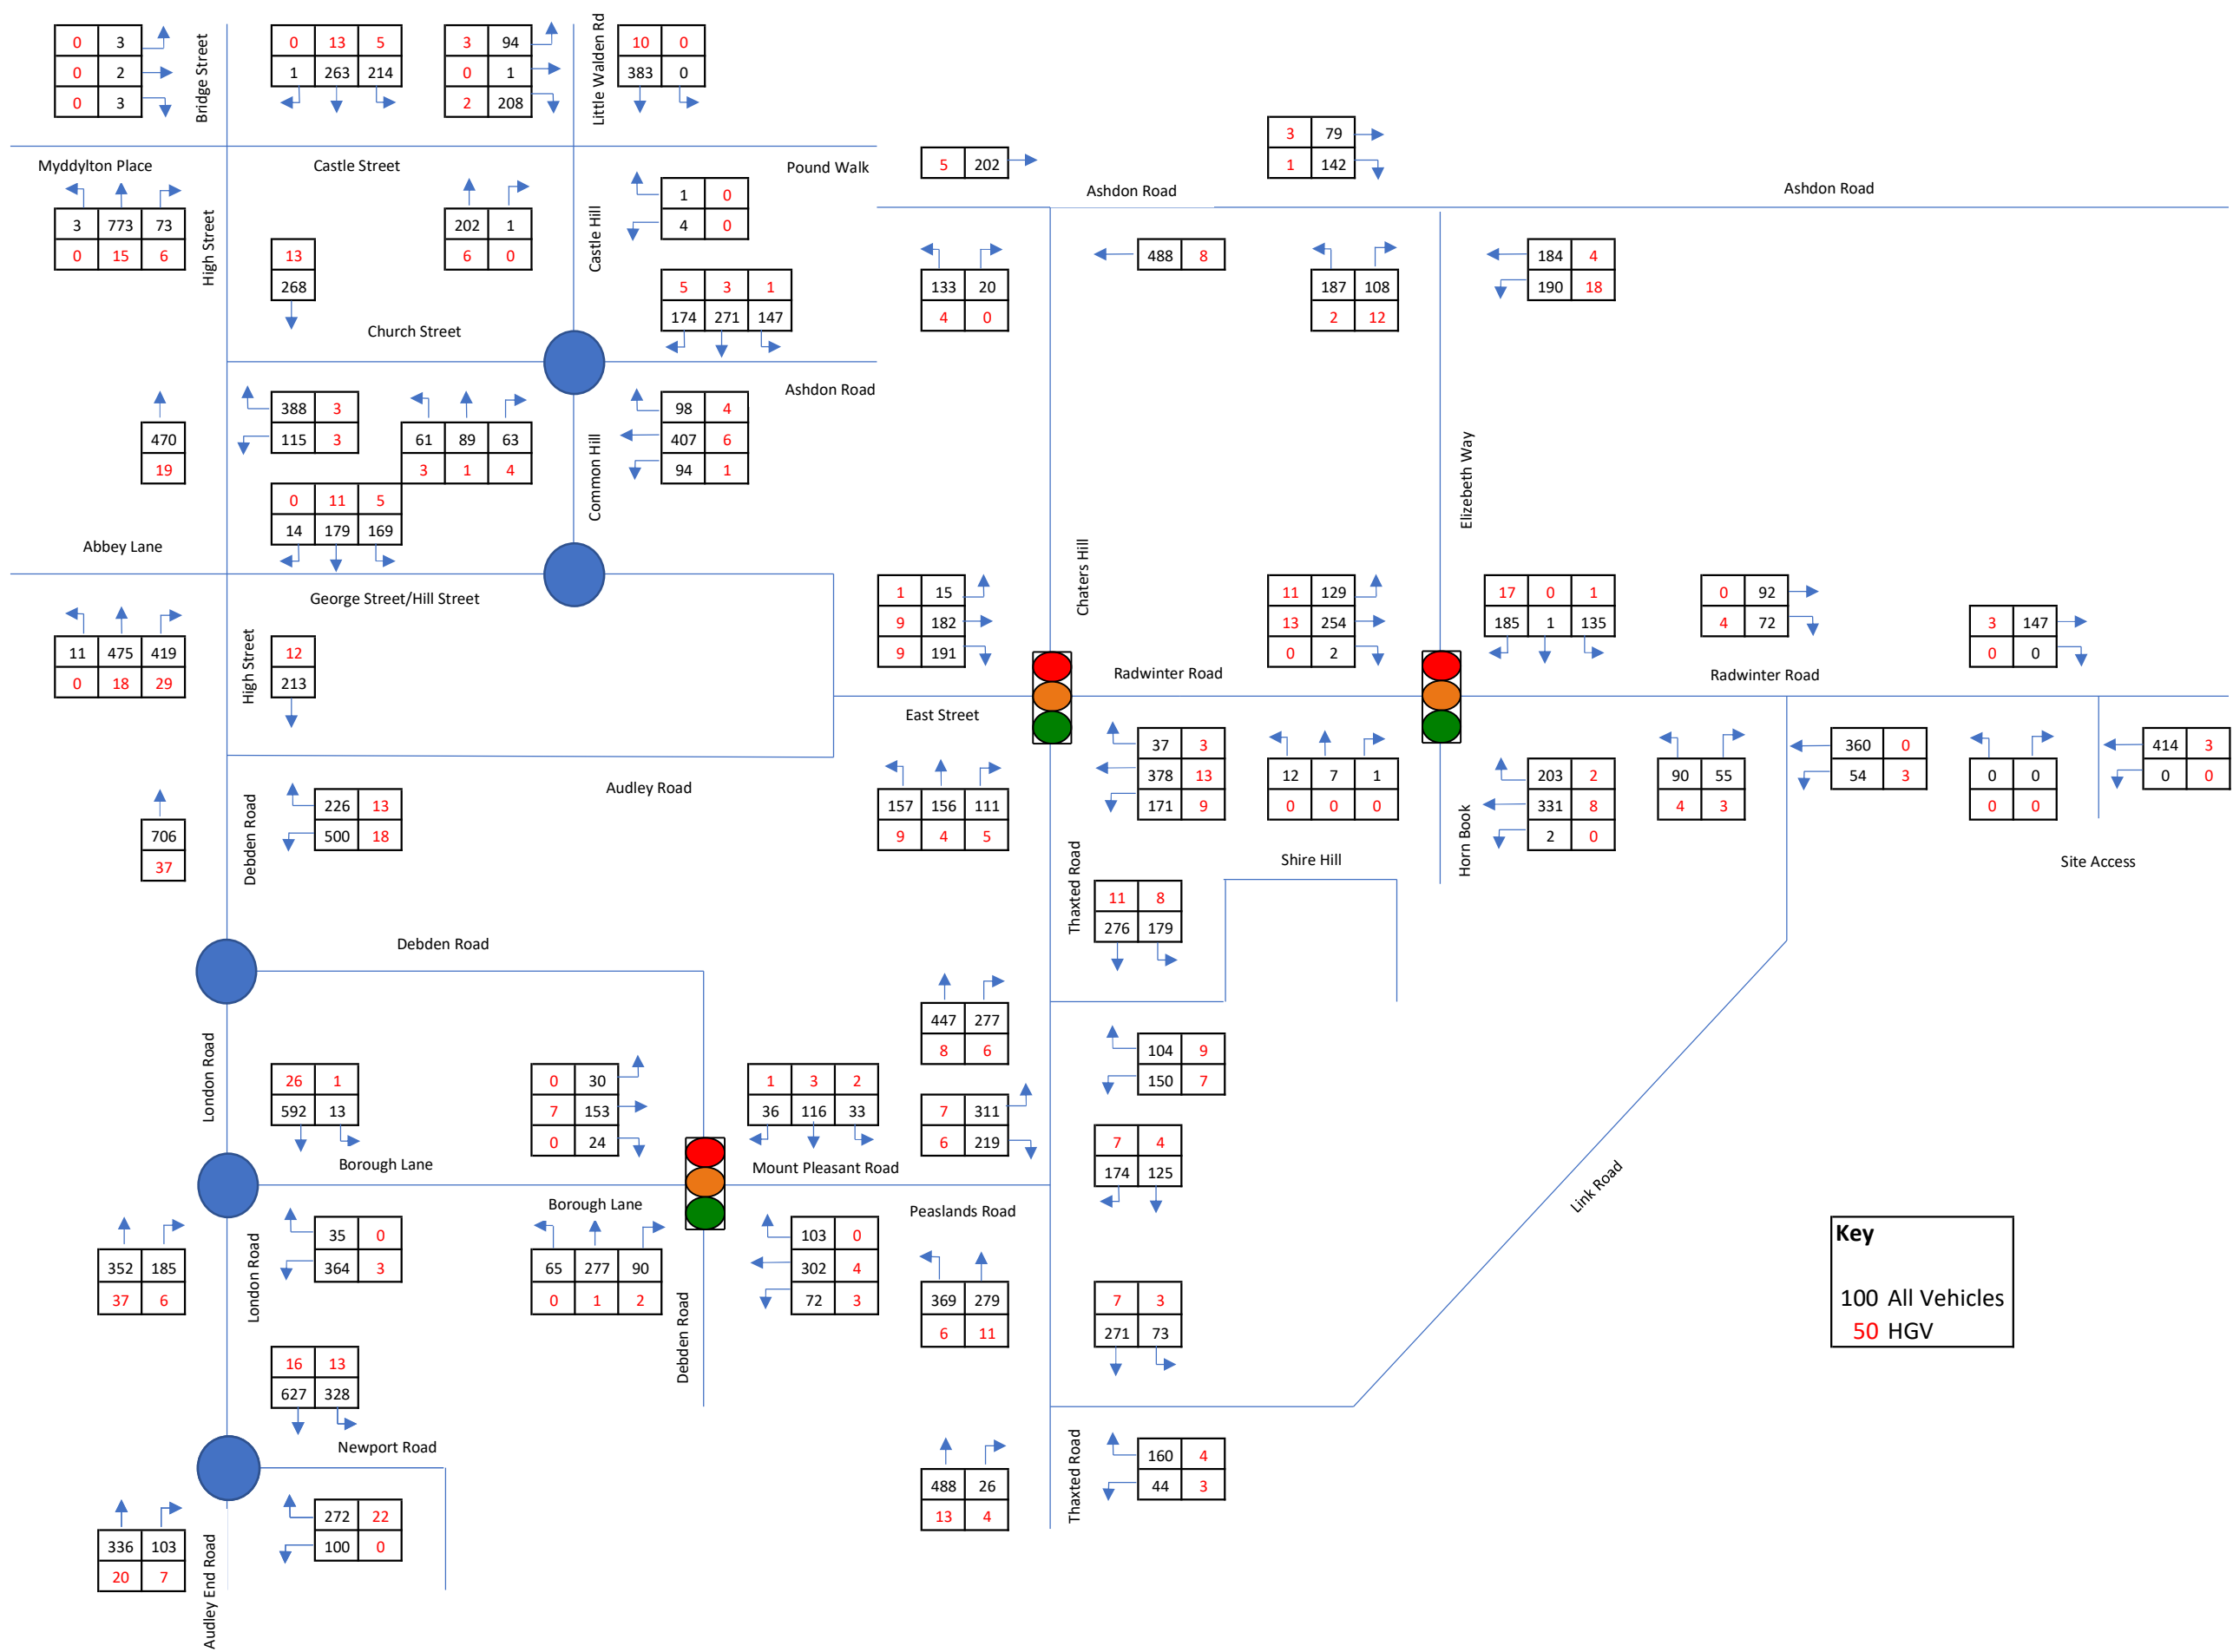 0 3
0 2
0 3
Bridge Street
0 13 5
1 263 214
3 94
0 1
2 208
Little Walden Rd
10 0
383 0
Myddylton Place
Castle Street
Pound Walk
5 202
3 79
1 142
Ashdon Road
Ashdon Road
3 773 73
0 15 6
High Street
13
268
202 1
6 0
Castle Hill
1 0
4 0
5 3 1
174 271 147
133 20
4 0
488 8
187 108
2 12
184 4
190 18
Church Street
Ashdon Road
470
19
388 3
115 3
61 89 63
3 1 4
Common Hill
98 4
407 6
94 1
Elizebeth Way
0 11 5
14 179 169
Abbey Lane
George Street/Hill Street
Chaters Hill
1 15
9 182
9 191
11 129
13 254
0 2
17 0 1
185 1 135
0 92
4 72
3 147
0 0
11 475 419
0 18 29
High Street
12
213
East Street
Radwinter Road
Radwinter Road
37 3
378 13
171 9
12 7 1
0 0 0
203 2
331 8
2 0
90 55
4 3
360 0
54 3
0 0
0 0
414 3
0 0
Audley Road
706
37
Debden Road
226 13
500 18
157 156 111
9 4 5
Thaxted Road
Shire Hill
Horn Book
Site Access
11 8
276 179
Debden Road
447 277
8 6
London Road
26 1
592 13
0 30
7 153
0 24
1 3 2
36 116 33
7 311
6 219
104 9
150 7
7 4
174 125
Borough Lane
Mount Pleasant Road
Link Road
352 185
37 6
London Road
35 0
364 3
Borough Lane
65 277 90
0 1 2
Debden Road
103 0
302 4
72 3
Peaslands Road
369 279
6 11
7 3
271 73
Key
100 All Vehicles
50 HGV
16 13
627 328
Newport Road
336 103
20 7
Audley End Road
272 22
100 0
488 26
13 4
Thaxted Road
160 4
44 3